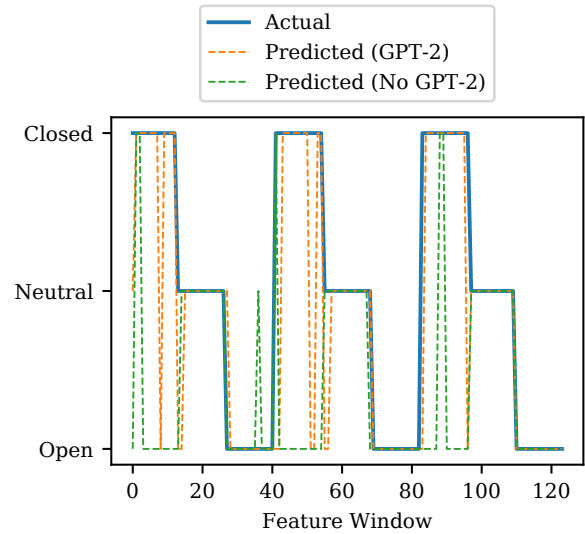 Actual
Predicted (GPT-2)
Predicted (No GPT-2)
Closed
Neutral
Open
0 20 40 60 80 100 120
Feature Window